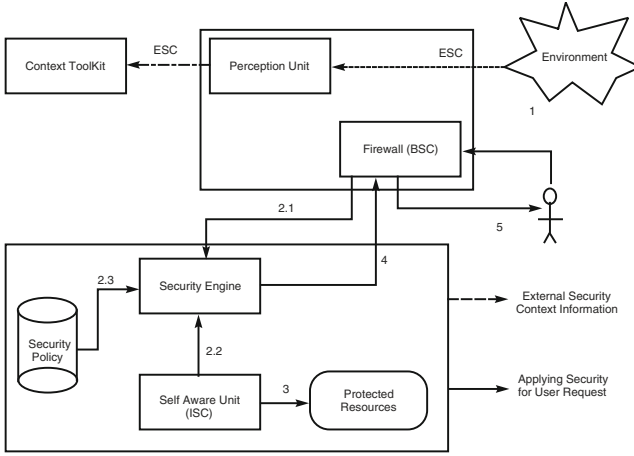 ESC
ESC
Context ToolKit
Perception Unit
Environment
1
Firewall (BSC)
2.1
5
4
2.3
Security Engine
External Security
Context Information
Security
Policy
2.2
Self Aware Unit
(ISC)
3
Protected
Resources
Applying Security
for User Request